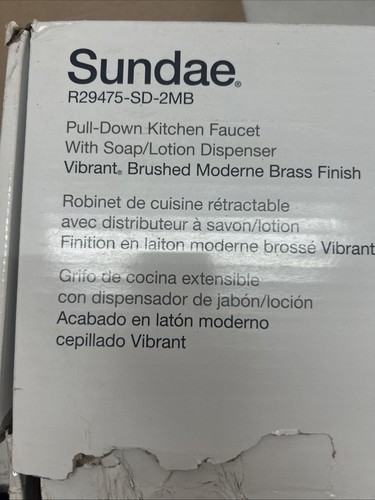 Sundae®
R29475-SD-2MB
Pull-Down Kitchen Faucet
With Soap/Lotion Dispenser
Vibrant® Brushed Moderne Brass Finish
Robinet de cuisine rétractable
avec distributeur à savon/lotion
Finition en laiton moderne brossé Vibrant
Grifo de cocina extensible
con dispensador de jabón/loción
Acabado en latón moderno
cepillado Vibrant